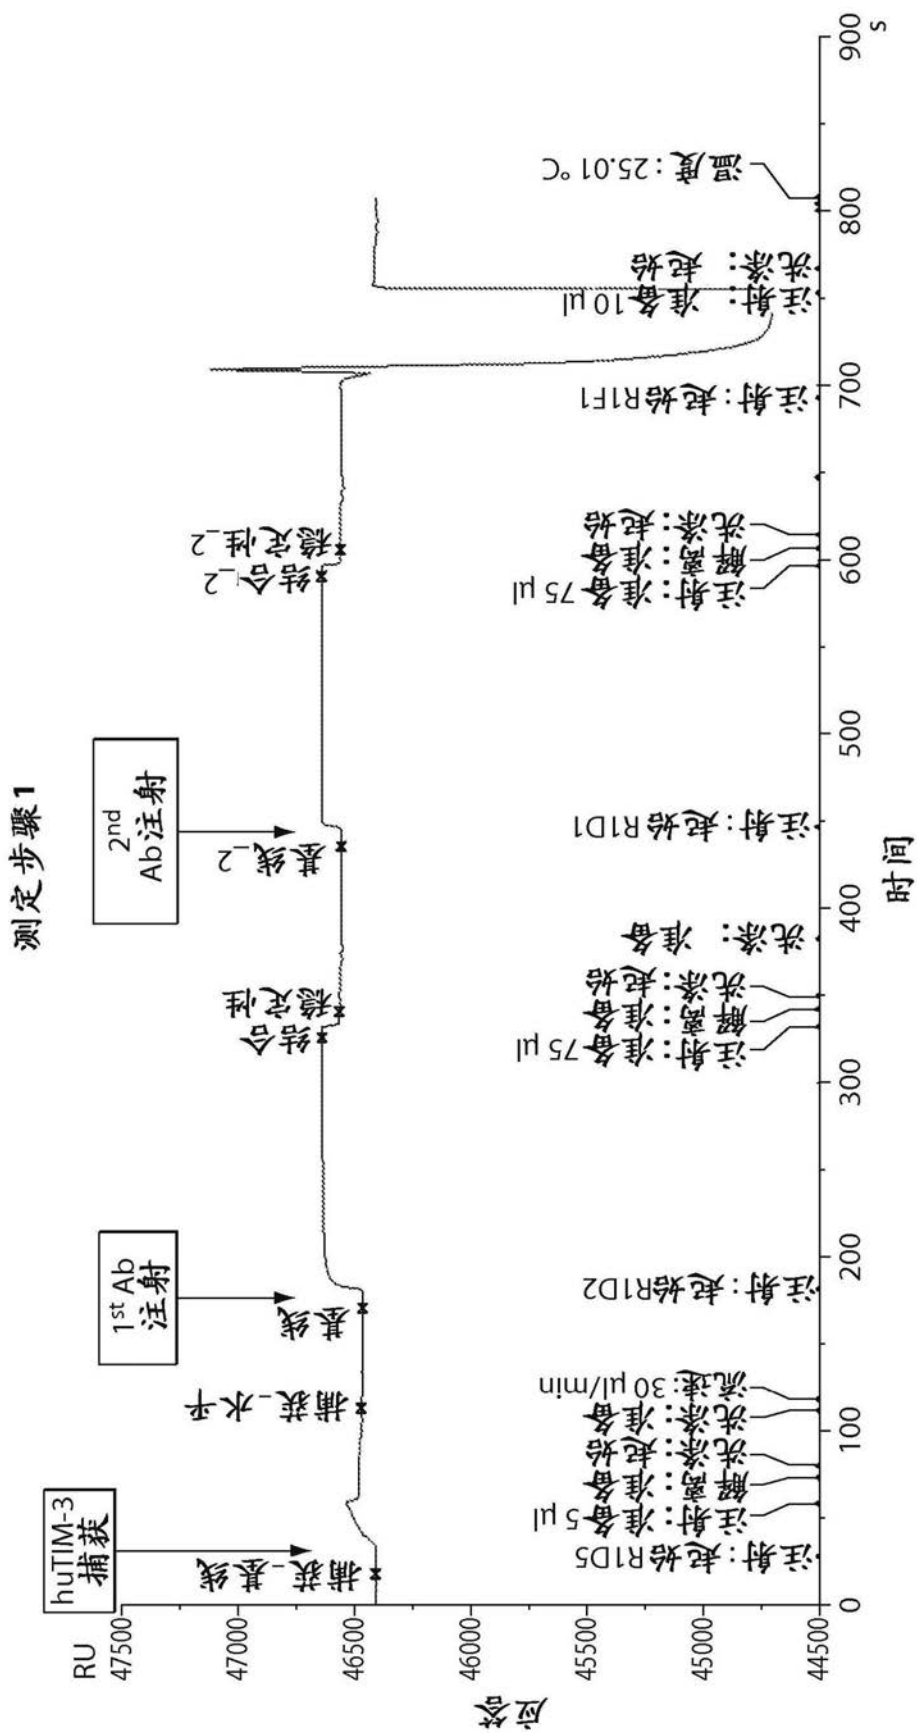 测定步骤1
huTIM-3
捕获
1st Ab
注射
2nd
Ab注射
RU
47500
47000
46500
46000
45500
45000
44500
应答
捕获-基线
捕获-水平
基线
结合
稳定性
基线_2
结合_2
稳定性_2
注射:起始R1D5
注射:准备5 µl
解离:准备
洗涤:起始
洗涤:准备
流速:30 µl/min
注射:起始R1D2
注射:准备75 µl
解离:准备
洗涤:起始
洗涤: 准备
注射:起始R1D1
注射:准备75 µl
解离:准备
洗涤:起始
注射:起始R1F1
注射: 准备10 µl
洗涤: 起始
温度:25.01 °C
0 100 200 300 400 500 600 700 800 900
s
时间